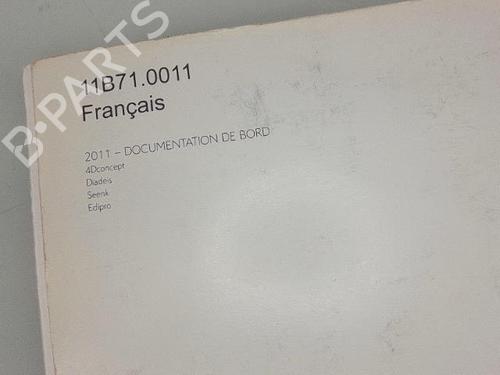 B·PARTS
11B71.0011
Français
2011 – DOCUMENTATION DE BORD
4Dconcept
Diadeis
Seenk
Edipro